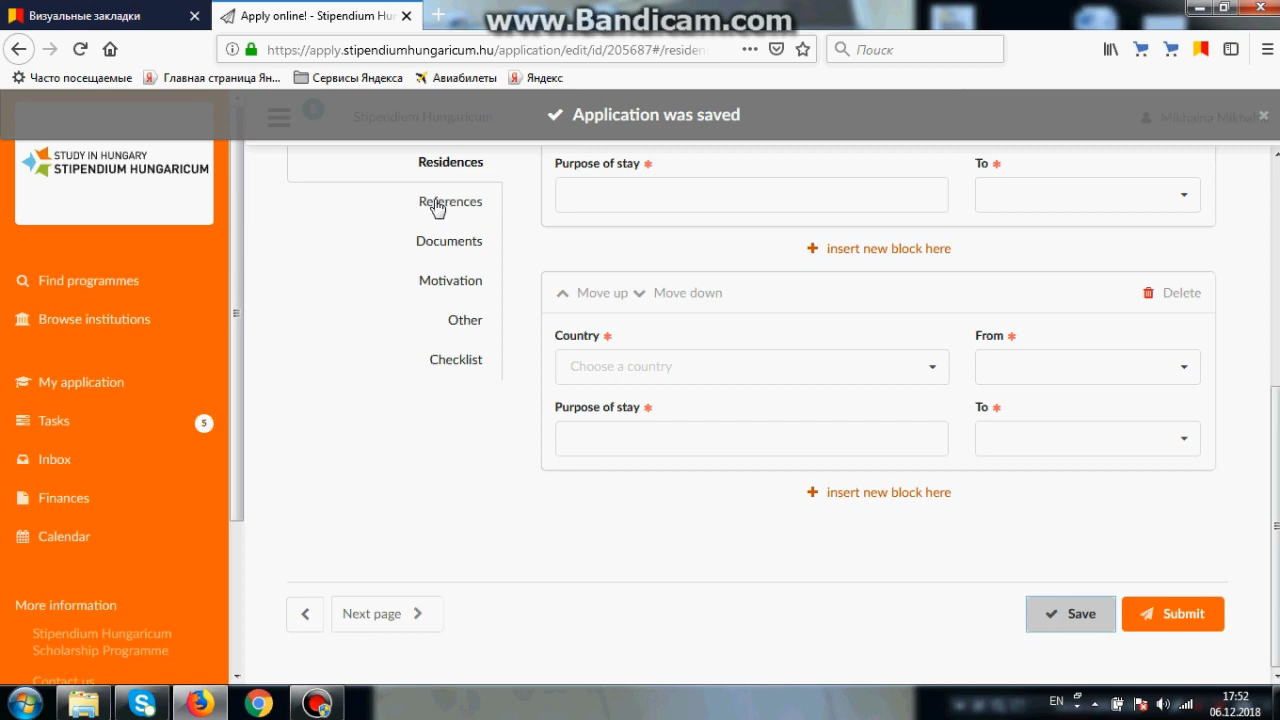 www.Bandicam.com
Визуальные закладки
Apply online! - Stipendium Hu
https://apply.stipendiumhungaricum.hu/application/edit/id/205687#/residen
Поиск
Часто посещаемые
Главная страница Ян...
Сервисы Яндекса
Авиабилеты
Яндекс
Application was saved
Stipendium Hungaricum
STUDY IN HUNGARY
STIPENDIUM HUNGARICUM
Find programmes
Browse institutions
My application
Tasks
5
Inbox
Finances
Calendar
More information
Stipendium Hungaricum
Scholarship Programme
Contact us
Residences
References
Documents
Motivation
Other
Checklist
Purpose of stay *
To *
+ insert new block here
Move up
Move down
Delete
Country *
From *
Choose a country
Purpose of stay *
To *
+ insert new block here
Next page
Save
Submit
EN
17:52
06.12.2018